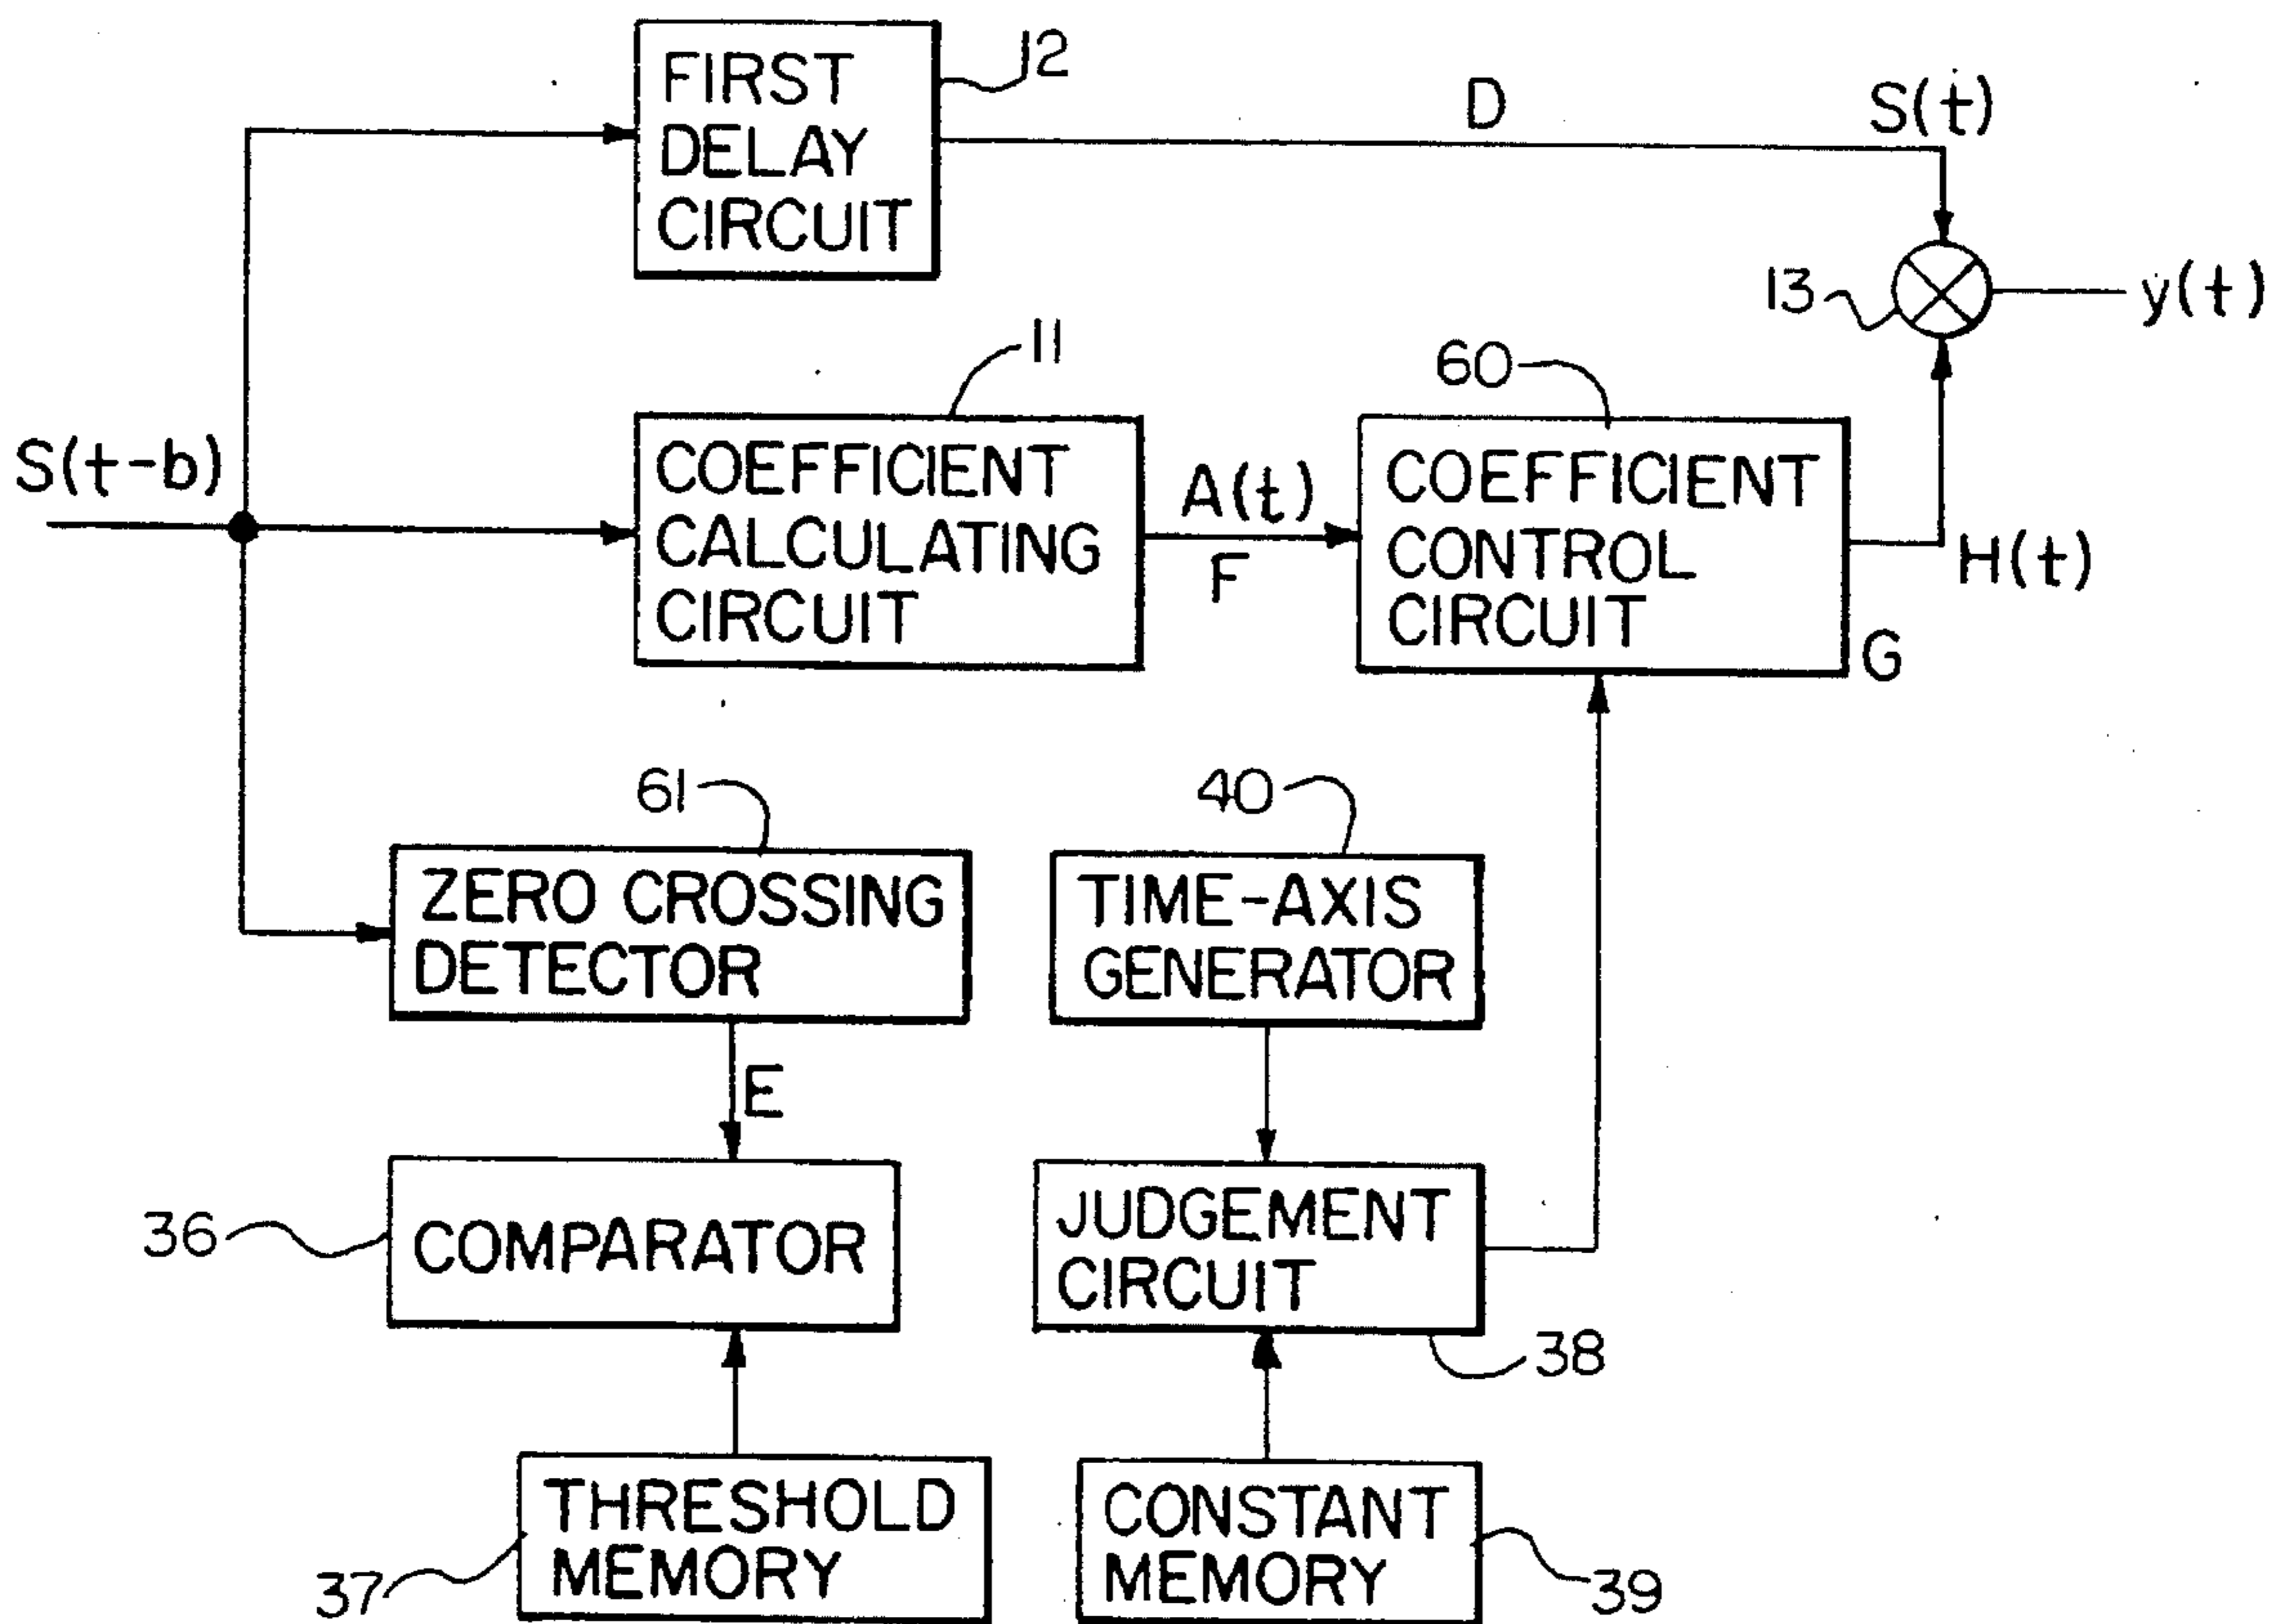 12
FIRST
DELAY
CIRCUIT
D
S(t)
13
y(t)
11
60
S(t-b)
COEFFICIENT
CALCULATING
CIRCUIT
A(t)
F
COEFFICIENT
CONTROL
CIRCUIT
H(t)
G
61
40
ZERO CROSSING
DETECTOR
TIME-AXIS
GENERATOR
E
36
COMPARATOR
JUDGEMENT
CIRCUIT
38
37
THRESHOLD
MEMORY
CONSTANT
MEMORY
39